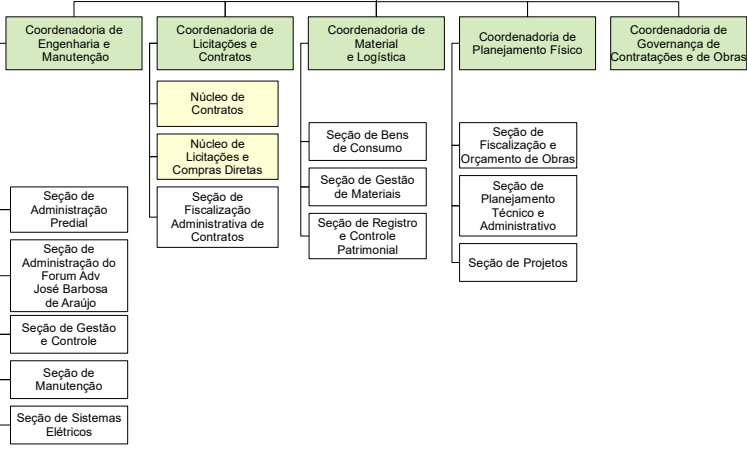 Coordenadoria de
Engenharia e
Manutenção
Coordenadoria de
Licitações e
Contratos
Coordenadoria de
Material
e Logística
Coordenadoria de
Planejamento Físico
Coordenadoria de
Governança de
Contratações e de Obras
Seção de
Administração
Predial
Seção de
Administração do
Forum Adv
José Barbosa
de Araújo
Seção de Gestão
e Controle
Seção de
Manutenção
Seção de Sistemas
Elétricos
Núcleo de
Contratos
Núcleo de
Licitações e
Compras Diretas
Seção de
Fiscalização
Administrativa de
Contratos
Seção de Bens
de Consumo
Seção de Gestão
de Materiais
Seção de Registro
e Controle
Patrimonial
Seção de
Fiscalização e
Orçamento de Obras
Seção de
Planejamento
Técnico e
Administrativo
Seção de Projetos